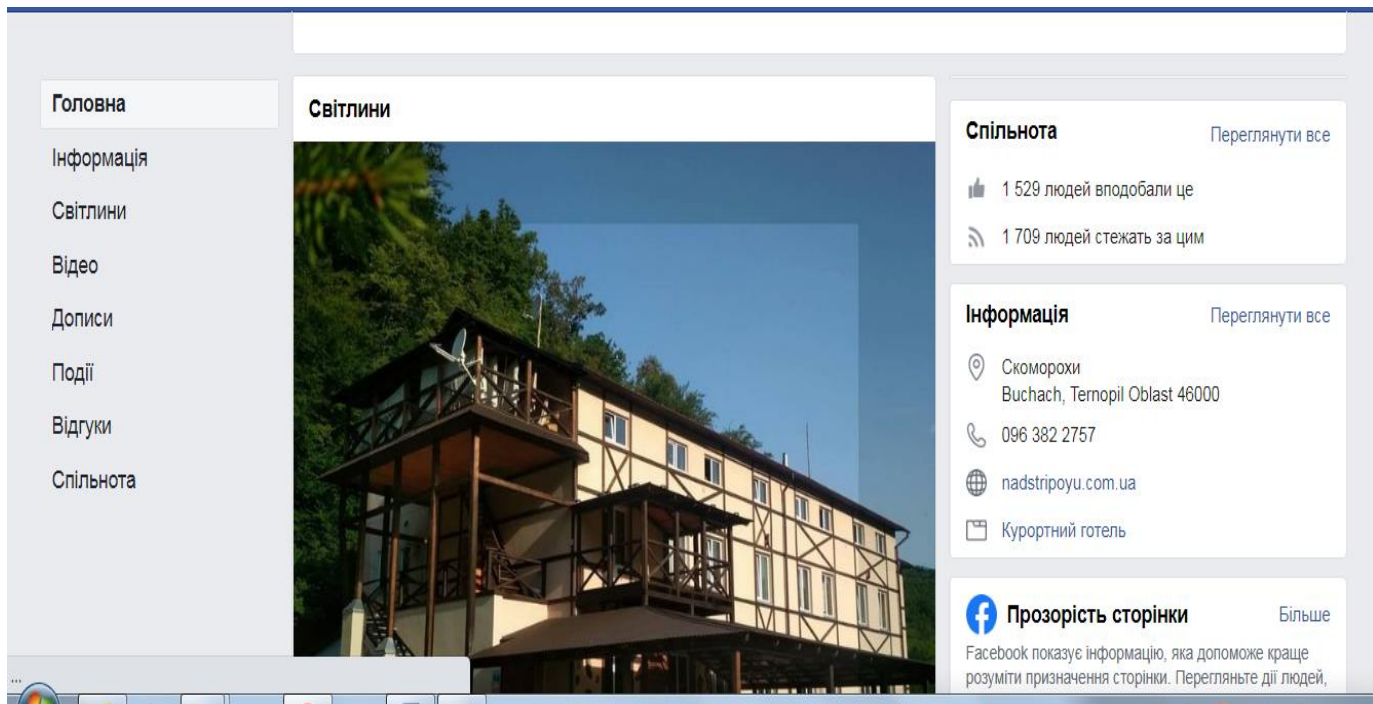 Головна
Інформація
Світлини
Відео
Дописи
Події
Відгуки
Спільнота
Світлини
Спільнота
Переглянути все
1 529 людей вподобали це
1 709 людей стежать за цим
Інформація
Переглянути все
Скоморохи
Buchach, Ternopil Oblast 46000
096 382 2757
nadstripoyu.com.ua
Курортний готель
Прозорість сторінки
Більше
Facebook показує інформацію, яка допоможе краще
розуміти призначення сторінки. Перегляньте дії людей,
...